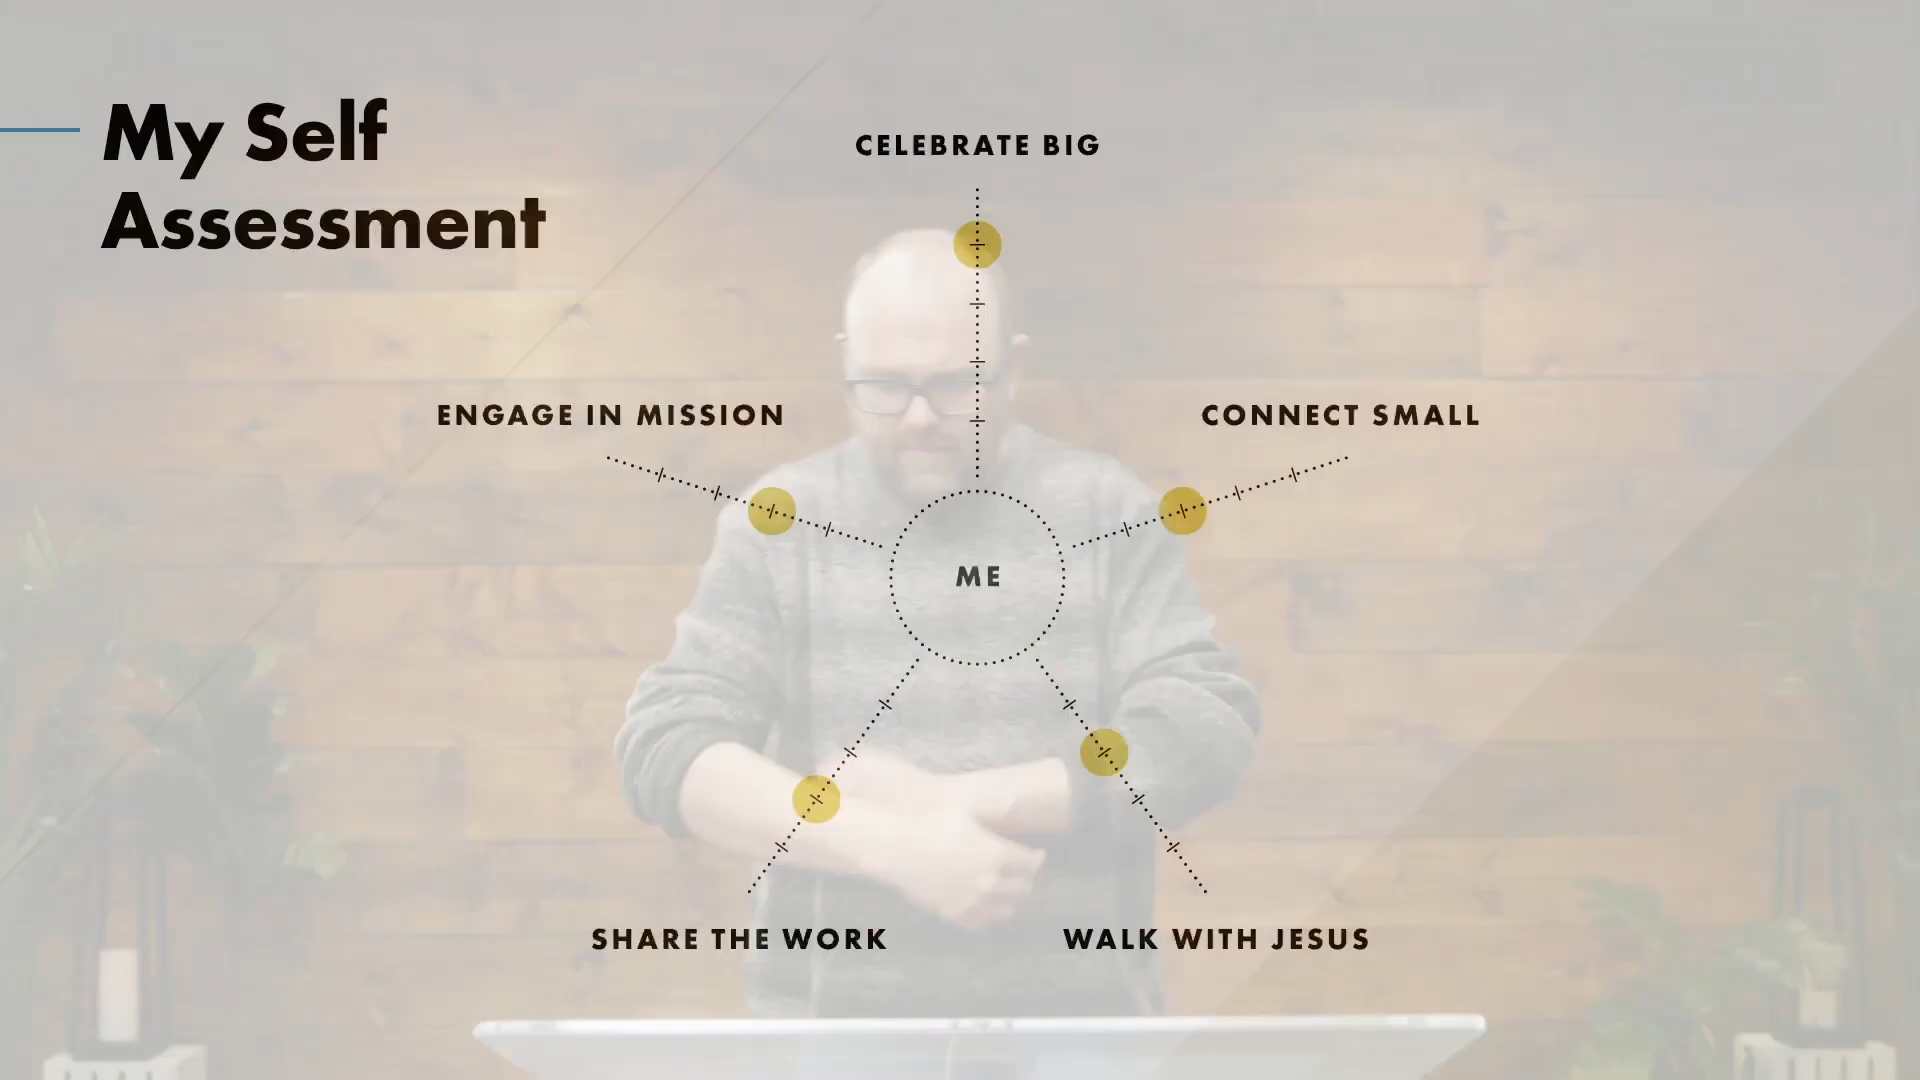 My Self
Assessment
CELEBRATE BIG
ENGAGE IN MISSION
CONNECT SMALL
ME
SHARE THE WORK
WALK WITH JESUS